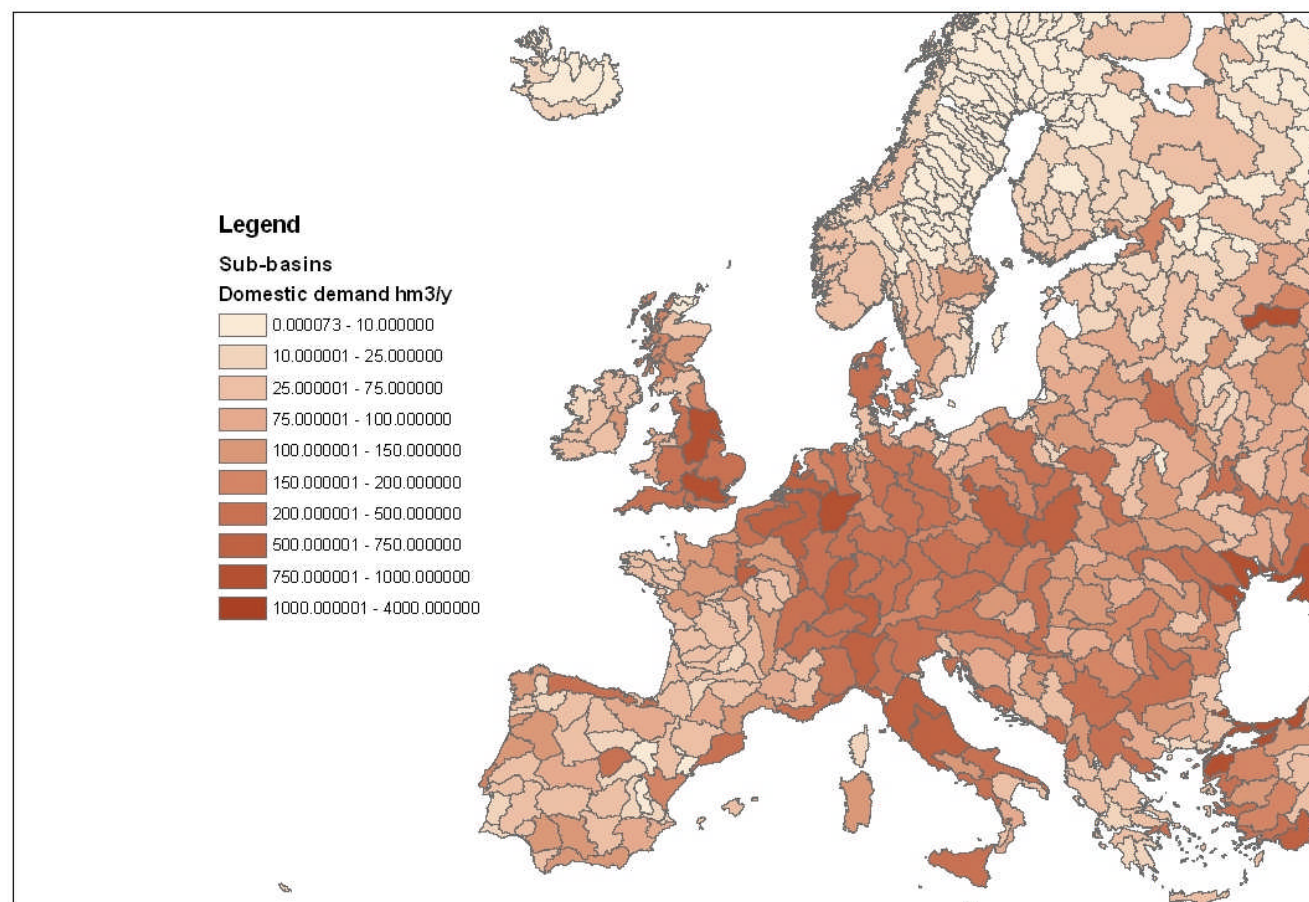 Legend
Sub-basins
Domestic demand hm3/y
0.000073 - 10.000000
10.000001 - 25.000000
25.000001 - 75.000000
75.000001 - 100.000000
100.000001 - 150.000000
150.000001 - 200.000000
200.000001 - 500.000000
500.000001 - 750.000000
750.000001 - 1000.000000
1000.000001 - 4000.000000